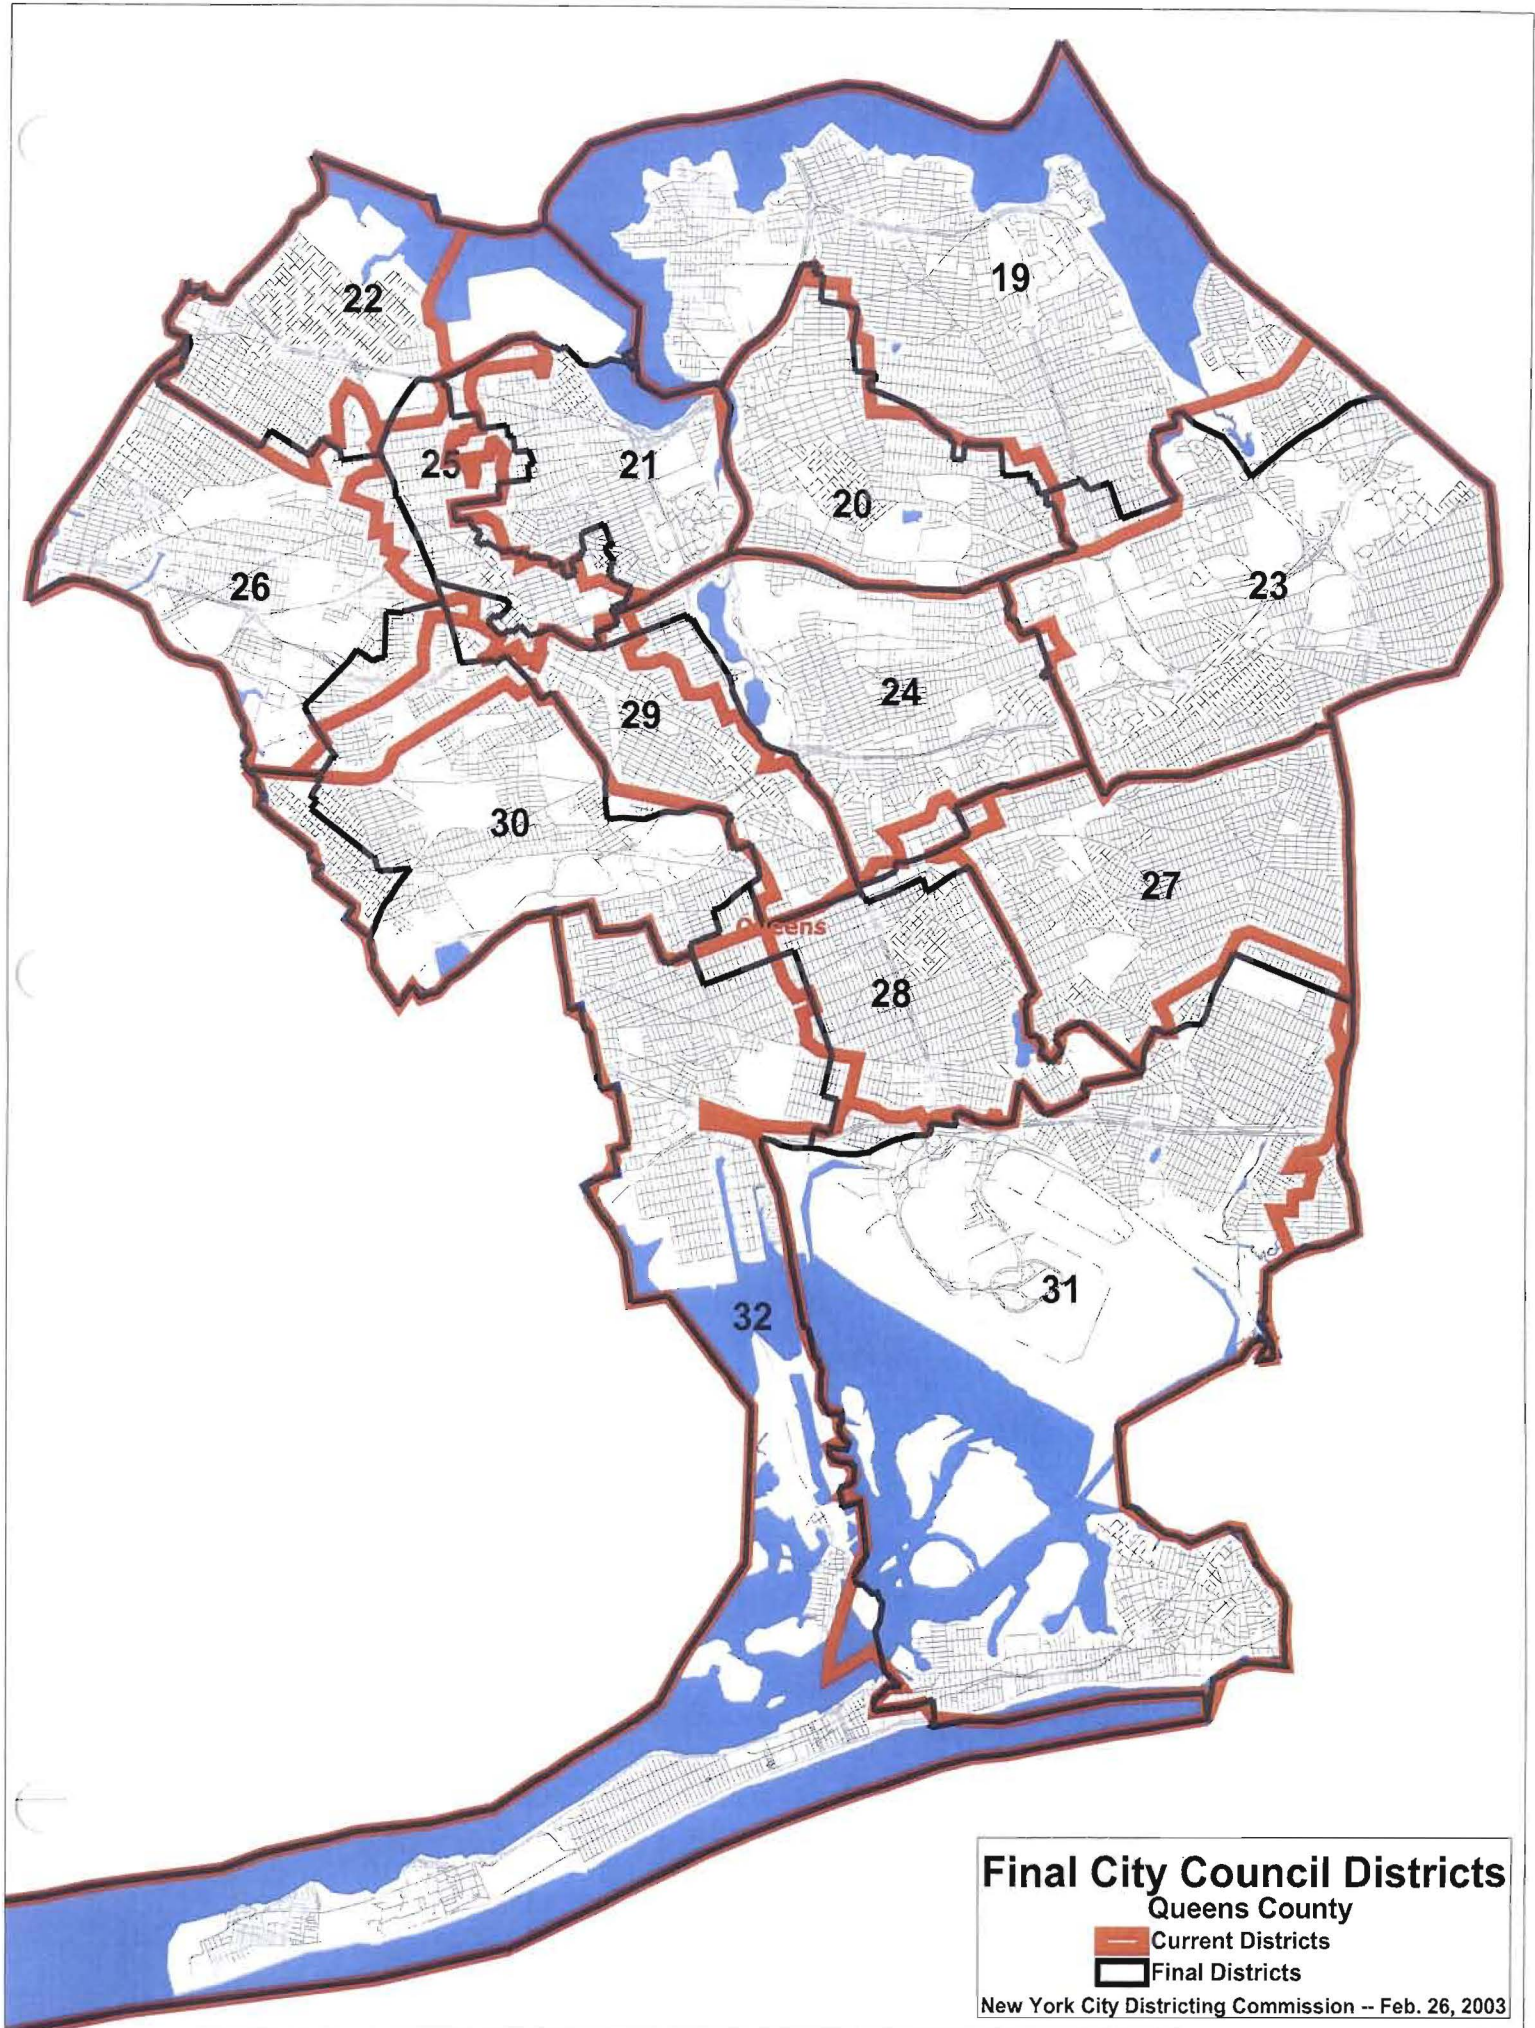 19
22
25
21
20
26
23
24
29
30
27
Queens
28
31
32
Final City Council Districts
Queens County
Current Districts
Final Districts
New York City Districting Commission -- Feb. 26, 2003